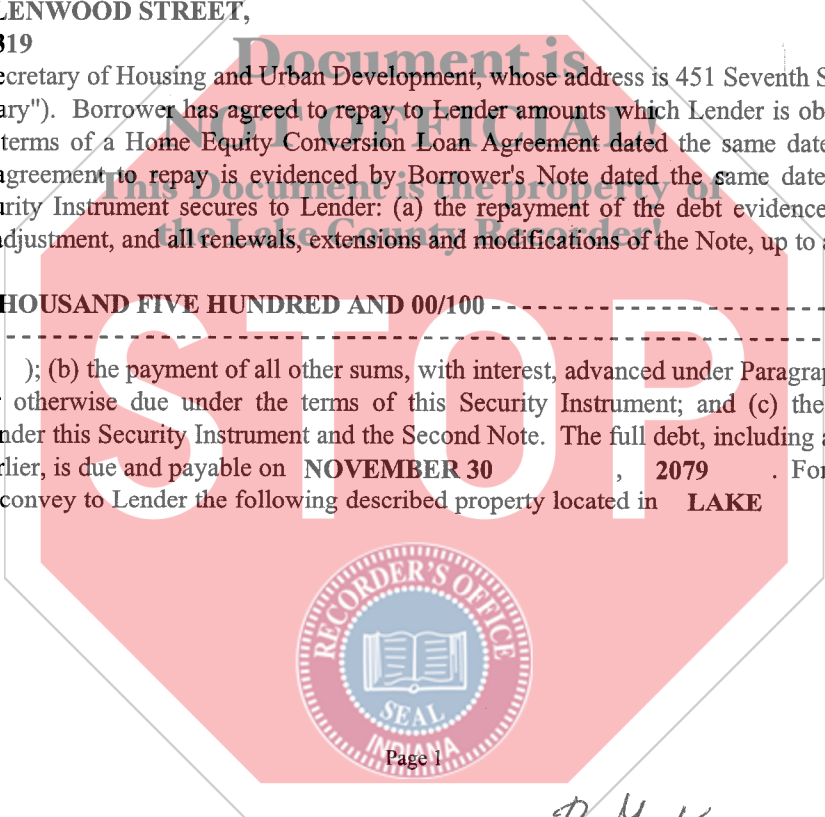 LENWOOD STREET,
319
ecretary of Housing and Urban Development, whose address is 451 Seventh S
ary"). Borrower has agreed to repay to Lender amounts which Lender is ob
terms of a Home Equity Conversion Loan Agreement dated the same date
agreement to repay is evidenced by Borrower's Note dated the same date
urity Instrument secures to Lender: (a) the repayment of the debt evidence
adjustment, and all renewals, extensions and modifications of the Note, up to a
HOUSAND FIVE HUNDRED AND 00/100 - - - - - - - - - - - - - - - - - - - - - - - - - - -
- - - - - - - - - - - - - - - - - - - - - - - - - - - - - - - - - - - - - - - - - - - - - - - - - - - - - - - -
); (b) the payment of all other sums, with interest, advanced under Paragrap
otherwise due under the terms of this Security Instrument; and (c) the
nder this Security Instrument and the Second Note. The full debt, including a
rlier, is due and payable on NOVEMBER 30 , 2079 . For
convey to Lender the following described property located in LAKE
Document is
NOT OFFICIAL!
This Document is the property of
the Lake County Recorder!
STOP
RECORDER'S OFFICE
SEAL
INDIANA
Page 1